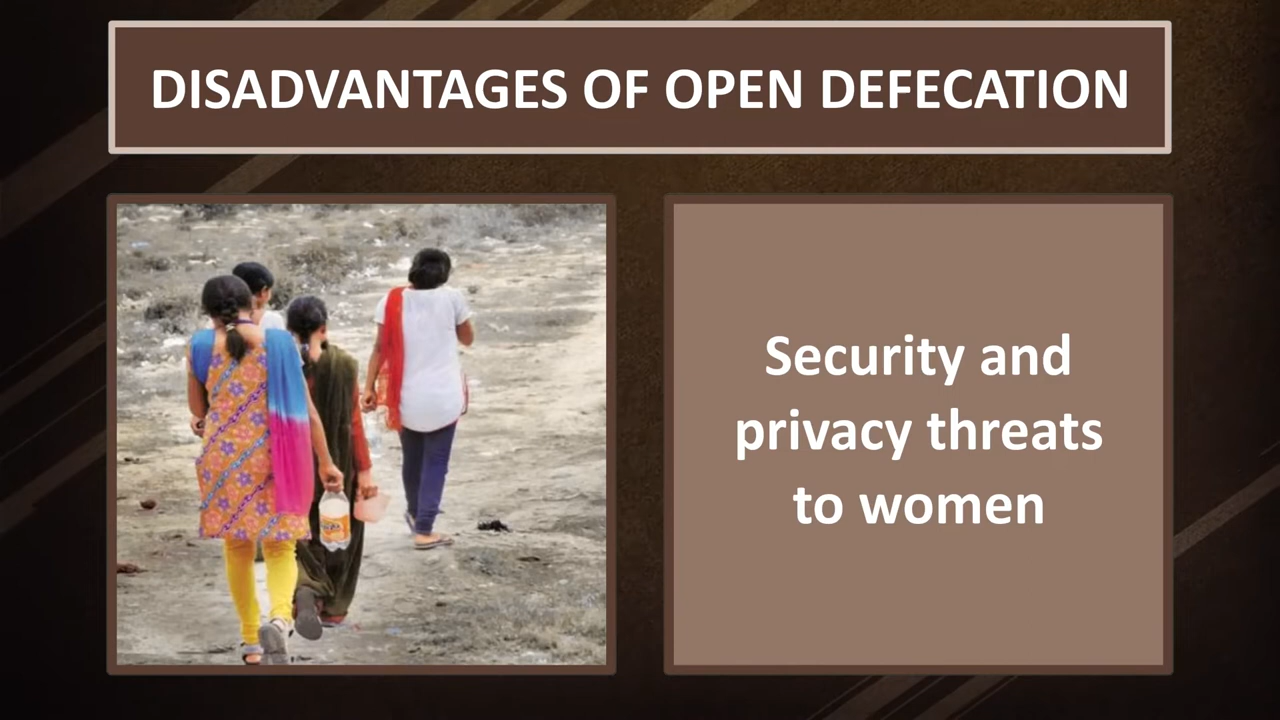 DISADVANTAGES OF OPEN DEFECATION
Security and
privacy threats
to women